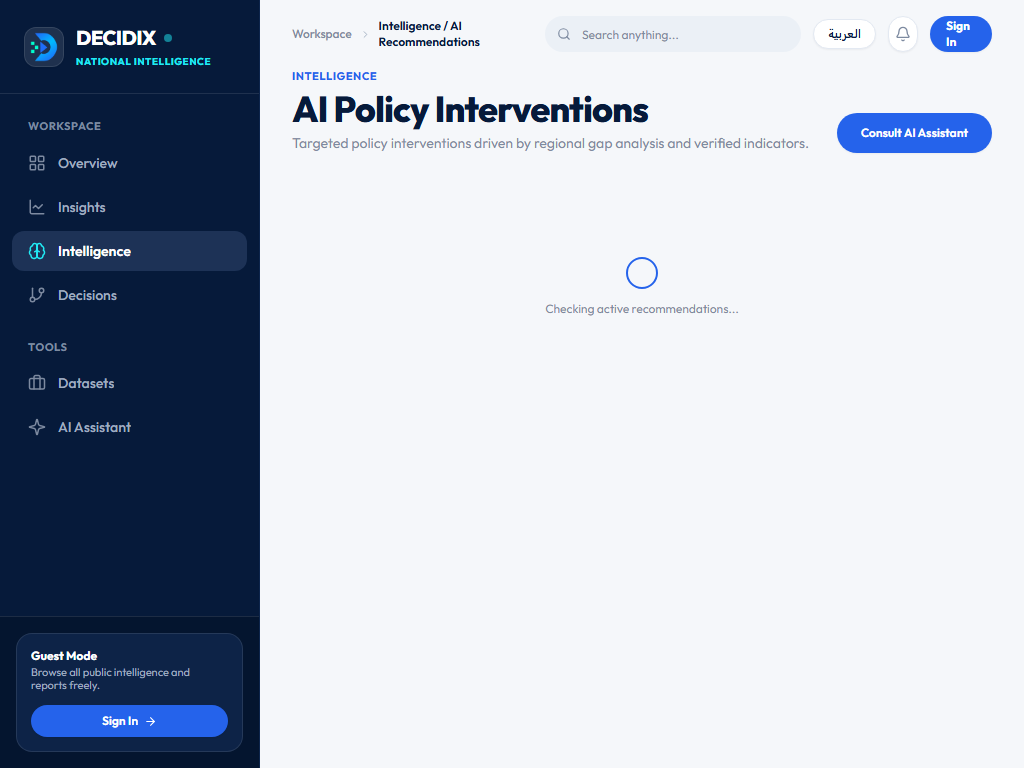 DECIDIX
NATIONAL INTELLIGENCE
WORKSPACE
Overview
Insights
Intelligence
Decisions
TOOLS
Datasets
AI Assistant
Guest Mode
Browse all public intelligence and
reports freely.
Sign In
Workspace
Intelligence / AI
Recommendations
Search anything...
العربية
Sign
In
INTELLIGENCE
AI Policy Interventions
Targeted policy interventions driven by regional gap analysis and verified indicators.
Consult AI Assistant
Checking active recommendations...